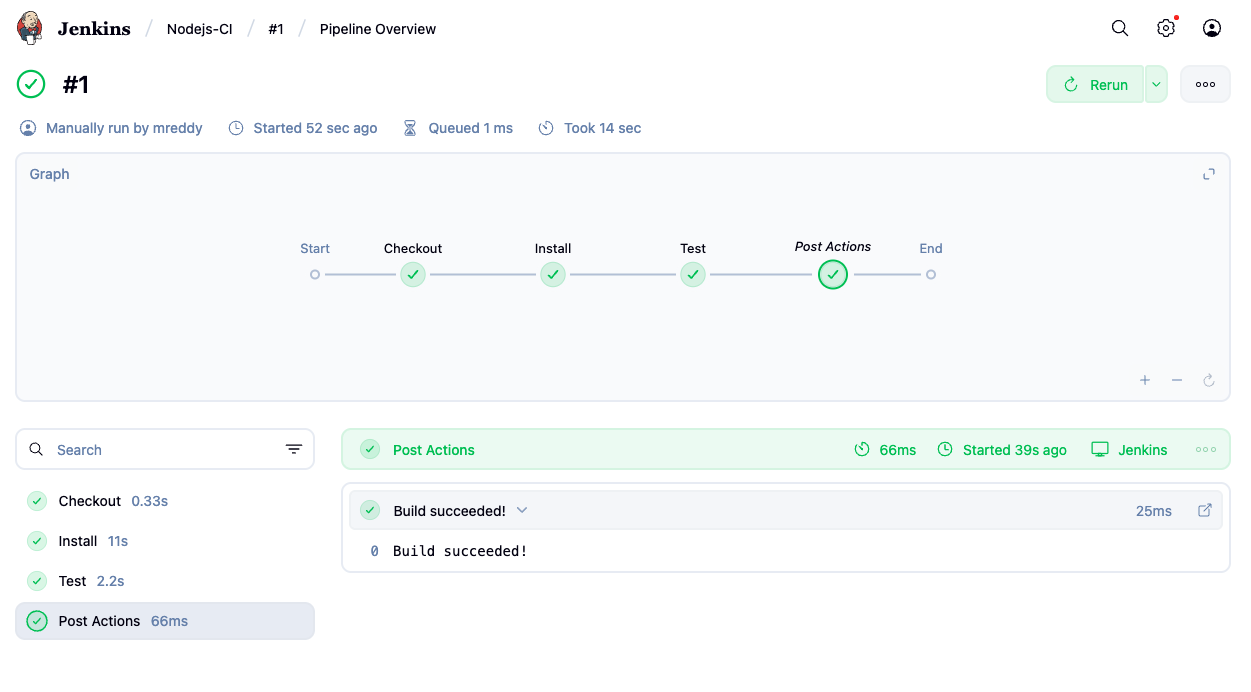 Jenkins / Nodejs-CI / #1 / Pipeline Overview
#1
Rerun
Manually run by mreddy Started 52 sec ago Queued 1 ms Took 14 sec
Graph
Start Checkout Install Test Post Actions End
Search
Checkout 0.33s
Install 11s
Test 2.2s
Post Actions 66ms
Post Actions 66ms Started 39s ago Jenkins
Build succeeded! 25ms
0 Build succeeded!